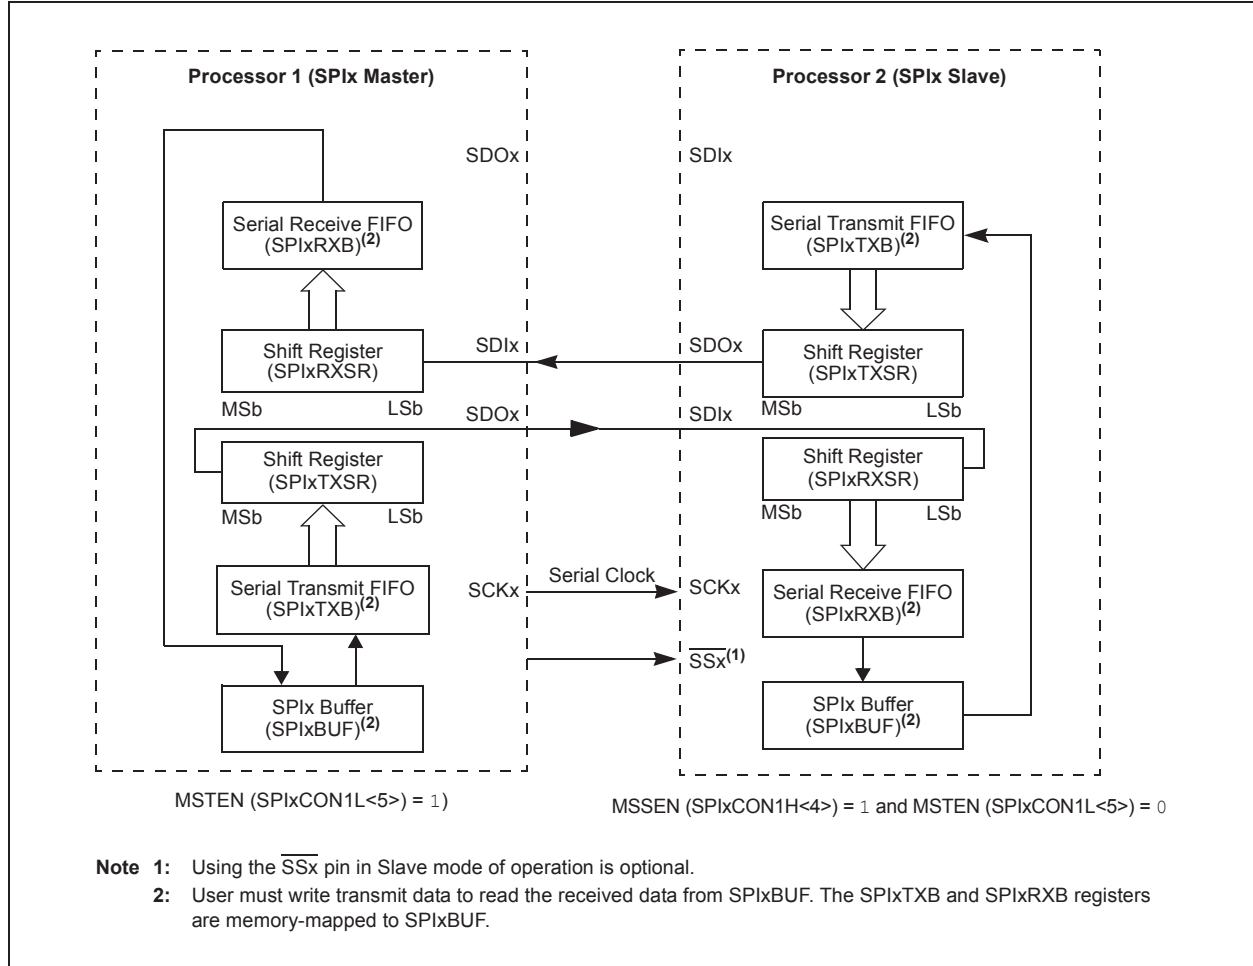 Processor 1 (SPIx Master)
SDOx
Serial Receive FIFO
(SPIxRXB)(2)
Shift Register
(SPIxRXSR)
SDIx
MSb
LSb
SDOx
Shift Register
(SPIxTXSR)
MSb
LSb
Serial Transmit FIFO
(SPIxTXB)(2)
SCKx
Serial Clock
SPIx Buffer
(SPIxBUF)(2)
MSTEN (SPIxCON1L<5>) = 1)
Processor 2 (SPIx Slave)
SDIx
Serial Transmit FIFO
(SPIxTXB)(2)
SDOx
Shift Register
(SPIxTXSR)
MSb
LSb
SDIx
Shift Register
(SPIxRXSR)
MSb
LSb
SCKx
Serial Receive FIFO
(SPIxRXB)(2)
SSx(1)
SPIx Buffer
(SPIxBUF)(2)
MSSEN (SPIxCON1H<4>) = 1 and MSTEN (SPIxCON1L<5>) = 0
Note 1: Using the SSx pin in Slave mode of operation is optional.
2: User must write transmit data to read the received data from SPIxBUF. The SPIxTXB and SPIxRXB registers
are memory-mapped to SPIxBUF.